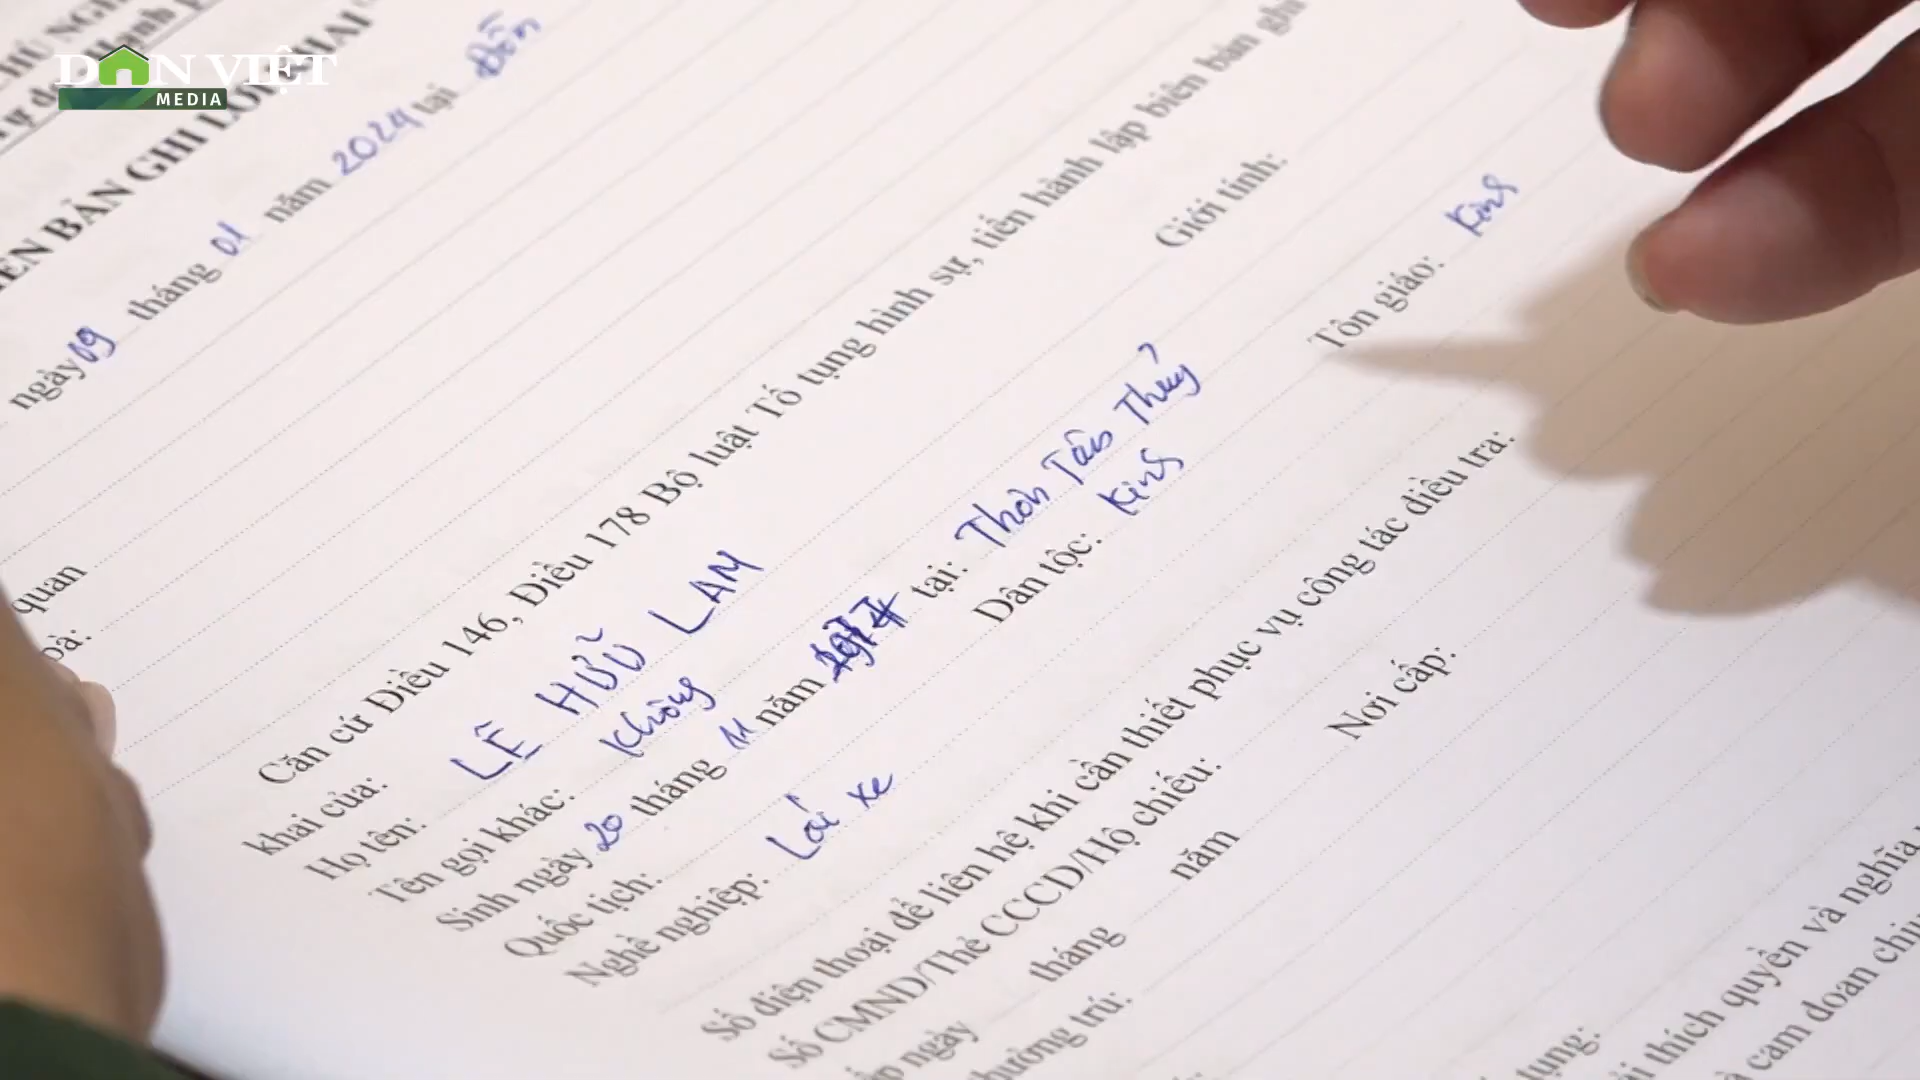 DÂN VIỆT
MEDIA
BẢN GHI LỜI KHAI
ngày 09 tháng 01 năm 2024 tại Đồn
quan
Căn cứ Điều 146, Điều 178 Bộ luật Tố tụng hình sự, tiến hành lập biên bản ghi
khai của:
Họ tên: LÊ HỮU LAM Giới tính:
Tên gọi khác: Không
Sinh ngày 20 tháng 11 năm tại: Thôn Tân Thủy
Quốc tịch: Dân tộc: Kinh Tôn giáo: Kinh
Nghề nghiệp: Lái xe
Số điện thoại để liên hệ khi cần thiết phục vụ công tác điều tra:
Số CMND/Thẻ CCCD/Hộ chiếu:
ngày tháng năm Nơi cấp:
trú:
thích quyền và nghĩa
cam đoan